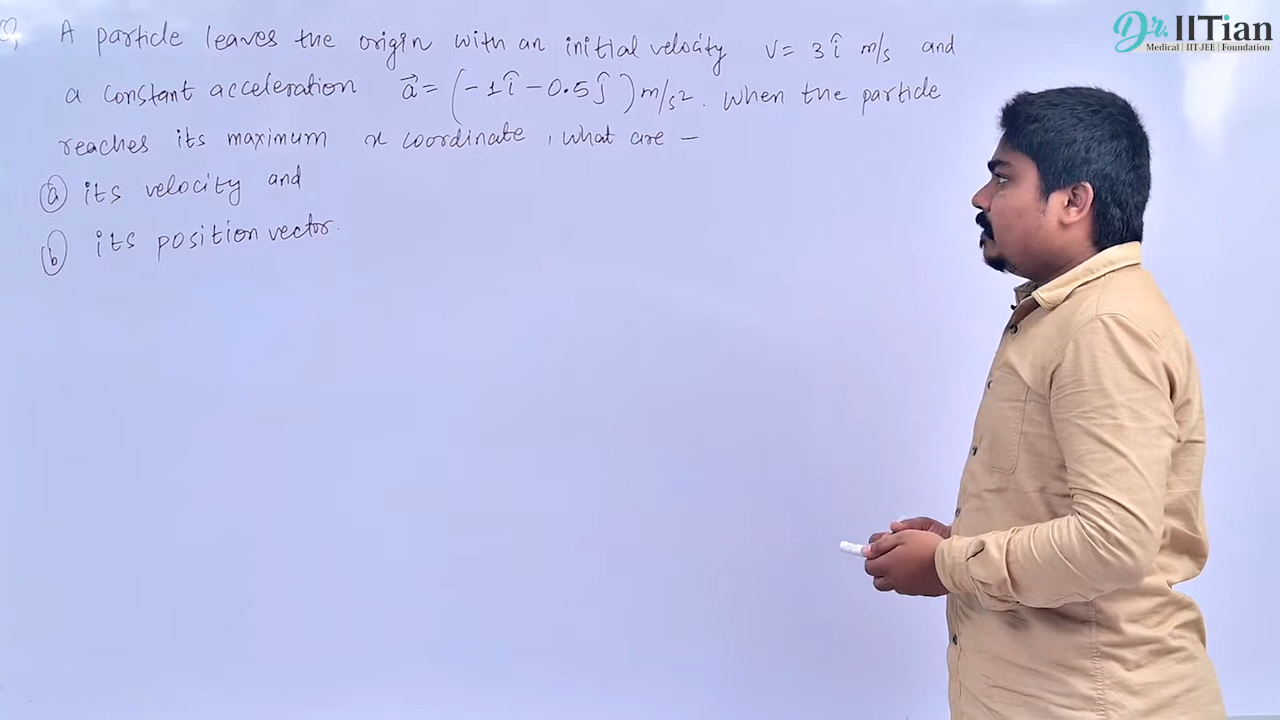 Dr. IITian
Medical | IIT-JEE | Foundation
Q, A particle leaves the origin with an initial velocity v = 3î m/s and
a constant acceleration a⃗ = (-1î - 0.5ĵ) m/s². When the particle
reaches its maximum x coordinate, what are -
(a) its velocity and
(b) its position vector.